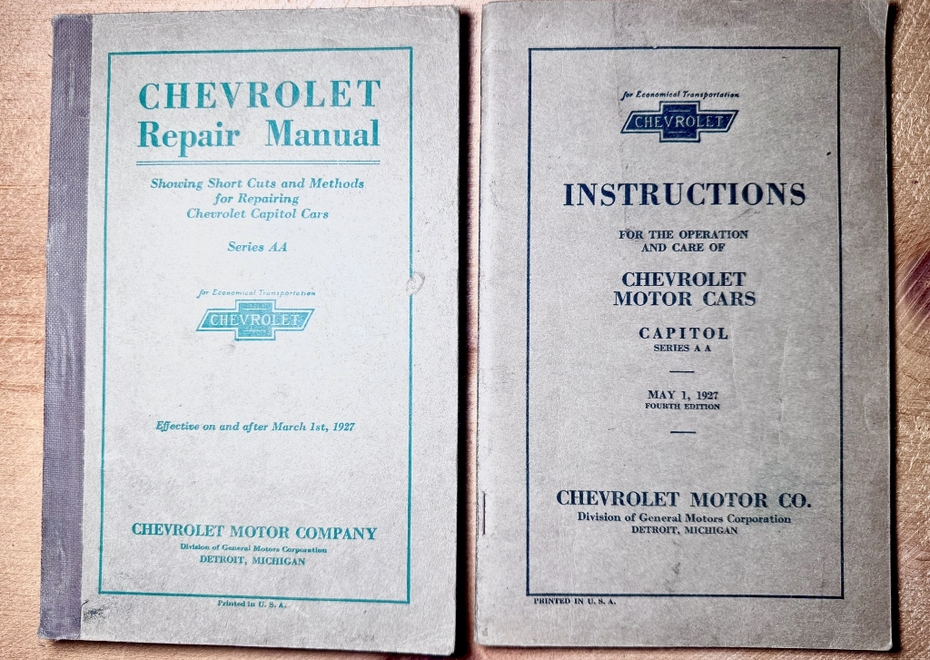 CHEVROLET
Repair Manual
Showing Short Cuts and Methods
for Repairing
Chevrolet Capitol Cars
Series AA
for Economical Transportation
CHEVROLET
Effective on and after March 1st, 1927
CHEVROLET MOTOR COMPANY
Division of General Motors Corporation
DETROIT, MICHIGAN
Printed in U. S. A.
for Economical Transportation
CHEVROLET
INSTRUCTIONS
FOR THE OPERATION
AND CARE OF
CHEVROLET
MOTOR CARS
CAPITOL
SERIES A A
MAY 1, 1927
FOURTH EDITION
CHEVROLET MOTOR CO.
Division of General Motors Corporation
DETROIT, MICHIGAN
PRINTED IN U. S. A.